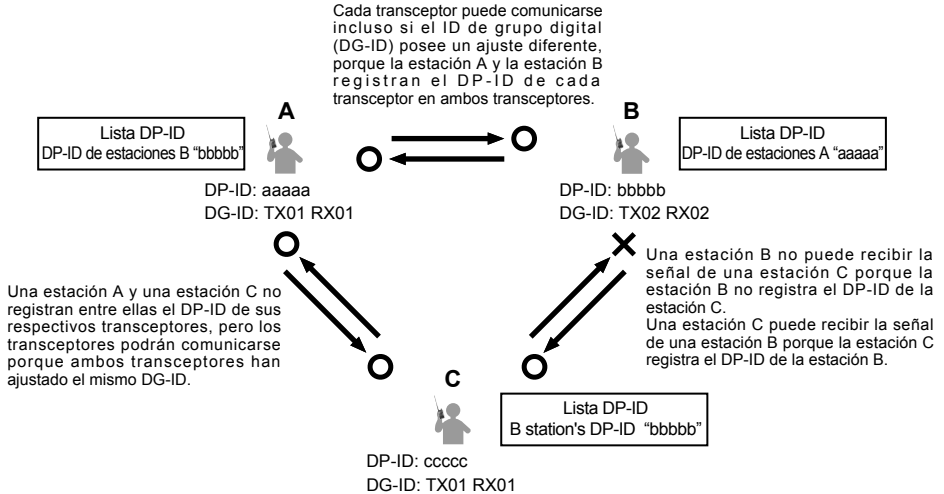 Cada transceptor puede comunicarse
incluso si el ID de grupo digital
(DG-ID) posee un ajuste diferente,
porque la estación A y la estación B
registran el DP-ID de cada
transceptor en ambos transceptores.
A
B
Lista DP-ID
DP-ID de estaciones B “bbbbb”
Lista DP-ID
DP-ID de estaciones A “aaaaa”
DP-ID: aaaaa
DG-ID: TX01 RX01
DP-ID: bbbbb
DG-ID: TX02 RX02
Una estación B no puede recibir la
señal de una estación C porque la
estación B no registra el DP-ID de la
estación C.
Una estación C puede recibir la señal
de una estación B porque la estación C
registra el DP-ID de la estación B.
Una estación A y una estación C no
registran entre ellas el DP-ID de sus
respectivos transceptores, pero los
transceptores podrán comunicarse
porque ambos transceptores han
ajustado el mismo DG-ID.
C
Lista DP-ID
B station's DP-ID “bbbbb”
DP-ID: ccccc
DG-ID: TX01 RX01